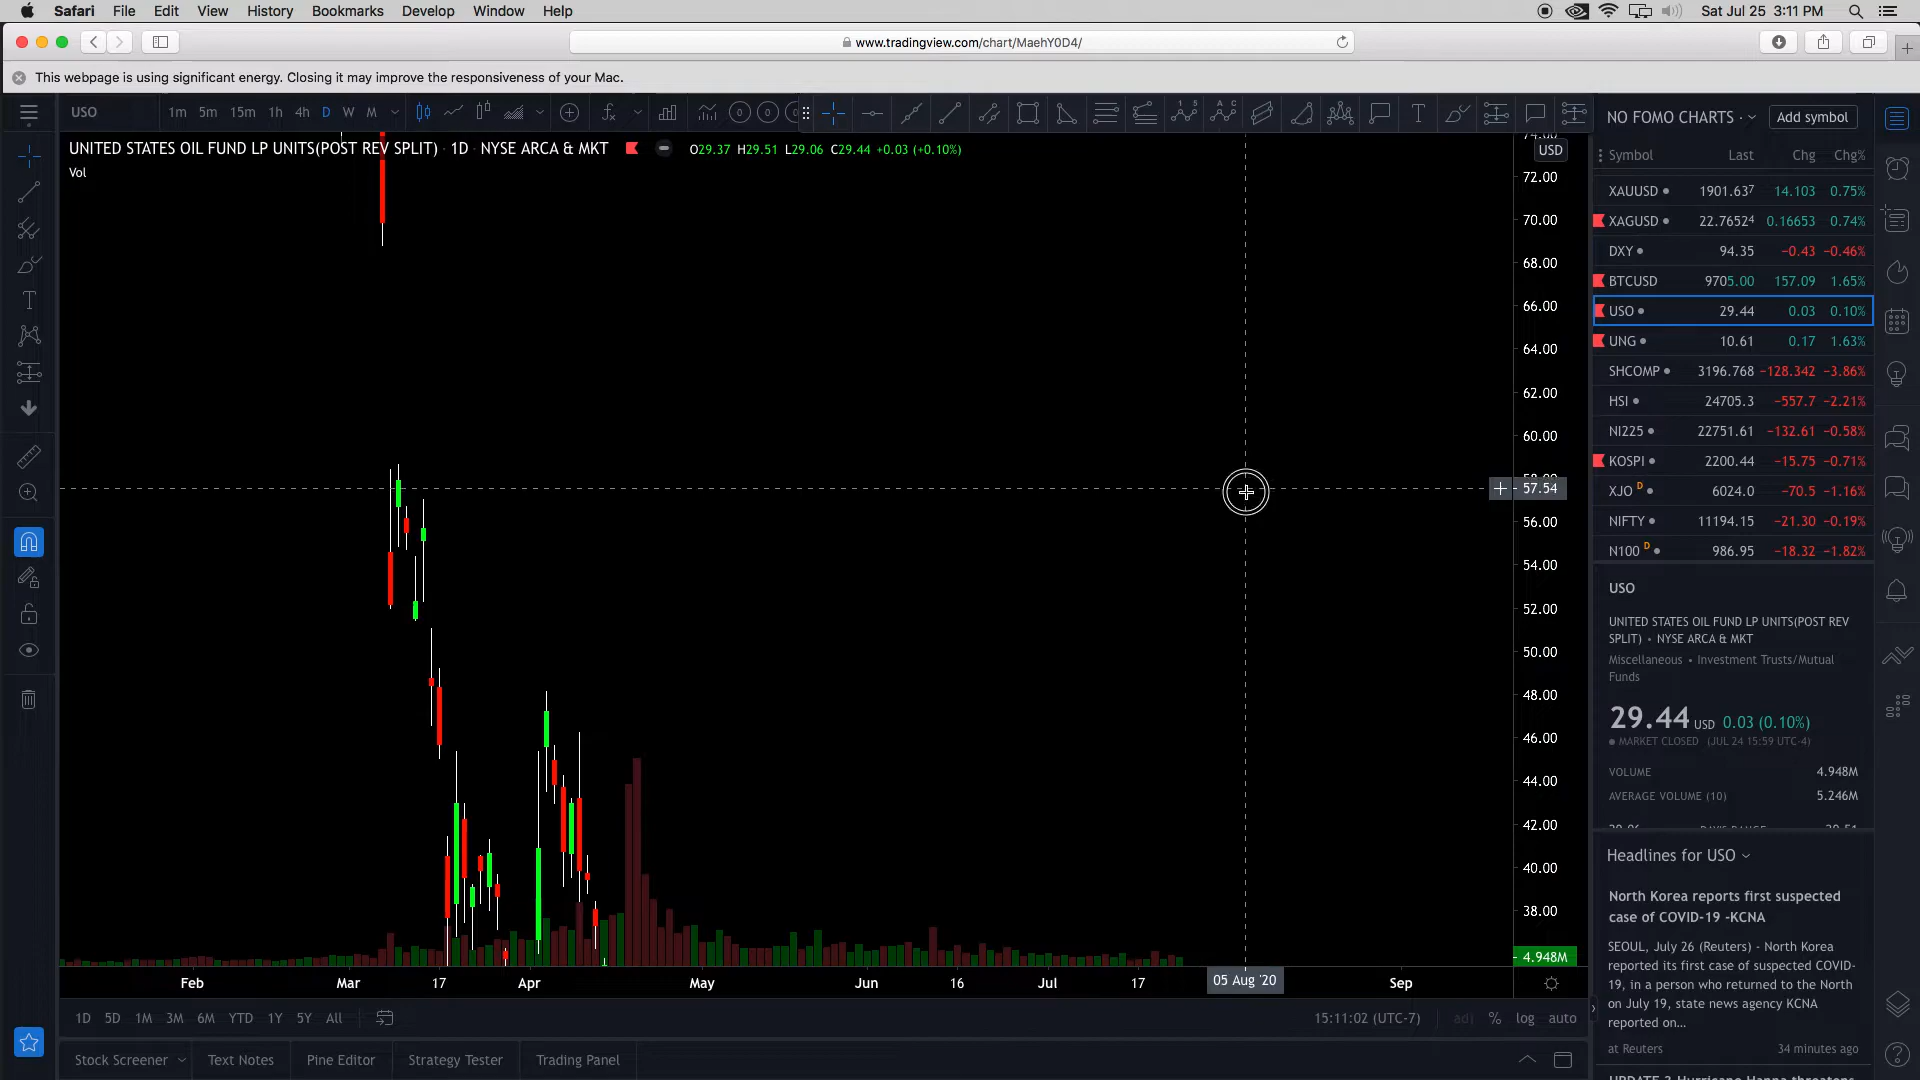 Safari File Edit View History Bookmarks Develop Window Help Sat Jul 25 3:11 PM
www.tradingview.com/chart/MaehY0D4/
This webpage is using significant energy. Closing it may improve the responsiveness of your Mac.
USO 1m 5m 15m 1h 4h D W M
NO FOMO CHARTS Add symbol
UNITED STATES OIL FUND LP UNITS(POST REV SPLIT) · 1D · NYSE ARCA & MKT O29.37 H29.51 L29.06 C29.44 +0.03 (+0.10%)
Vol
USD
72.00
70.00
68.00
66.00
64.00
62.00
60.00
57.54
56.00
54.00
52.00
50.00
48.00
46.00
44.00
42.00
40.00
38.00
4.948M
Feb Mar 17 Apr May Jun 16 Jul 17 05 Aug '20 Sep
1D 5D 1M 3M 6M YTD 1Y 5Y All 15:11:02 (UTC-7) adj % log auto
Stock Screener Text Notes Pine Editor Strategy Tester Trading Panel
Symbol Last Chg Chg%
XAUUSD 1901.637 14.103 0.75%
XAGUSD 22.76524 0.16653 0.74%
DXY 94.35 −0.43 −0.46%
BTCUSD 9705.00 157.09 1.65%
USO 29.44 0.03 0.10%
UNG 10.61 0.17 1.63%
SHCOMP 3196.768 −128.342 −3.86%
HSI 24705.3 −557.7 −2.21%
NI225 22751.61 −132.61 −0.58%
KOSPI 2200.44 −15.75 −0.71%
XJO D 6024.0 −70.5 −1.16%
NIFTY 11194.15 −21.30 −0.19%
N100 D 986.95 −18.32 −1.82%
USO
UNITED STATES OIL FUND LP UNITS(POST REV
SPLIT) • NYSE ARCA & MKT
Miscellaneous • Investment Trusts/Mutual
Funds
29.44 USD 0.03 (0.10%)
MARKET CLOSED (JUL 24 15:59 UTC-4)
VOLUME 4.948M
AVERAGE VOLUME (10) 5.246M
Headlines for USO
North Korea reports first suspected
case of COVID-19 -KCNA
SEOUL, July 26 (Reuters) - North Korea
reported its first case of suspected COVID-
19, in a person who returned to the North
on July 19, state news agency KCNA
reported on...
at Reuters 34 minutes ago